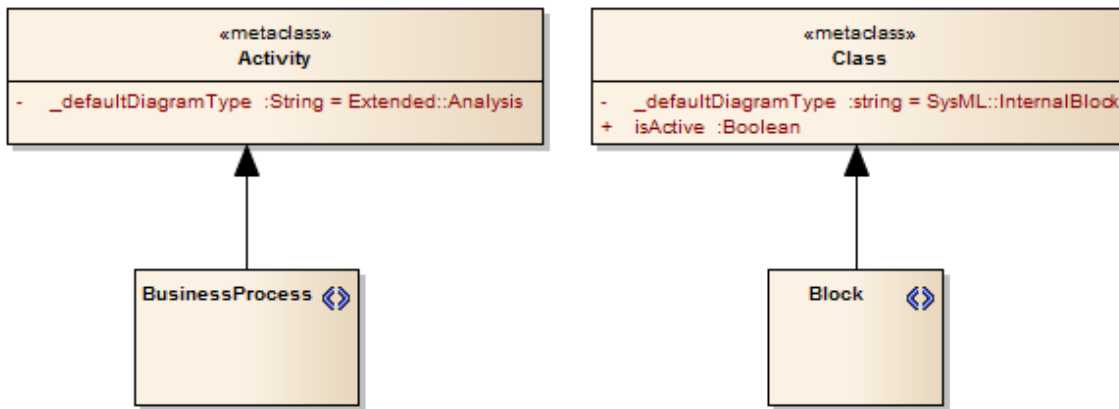 «metaclass»
Activity
- _defaultDiagramType :String = Extended::Analysis
«metaclass»
Class
- _defaultDiagramType :string = SysML::InternalBlock
+ isActive :Boolean
BusinessProcess
Block